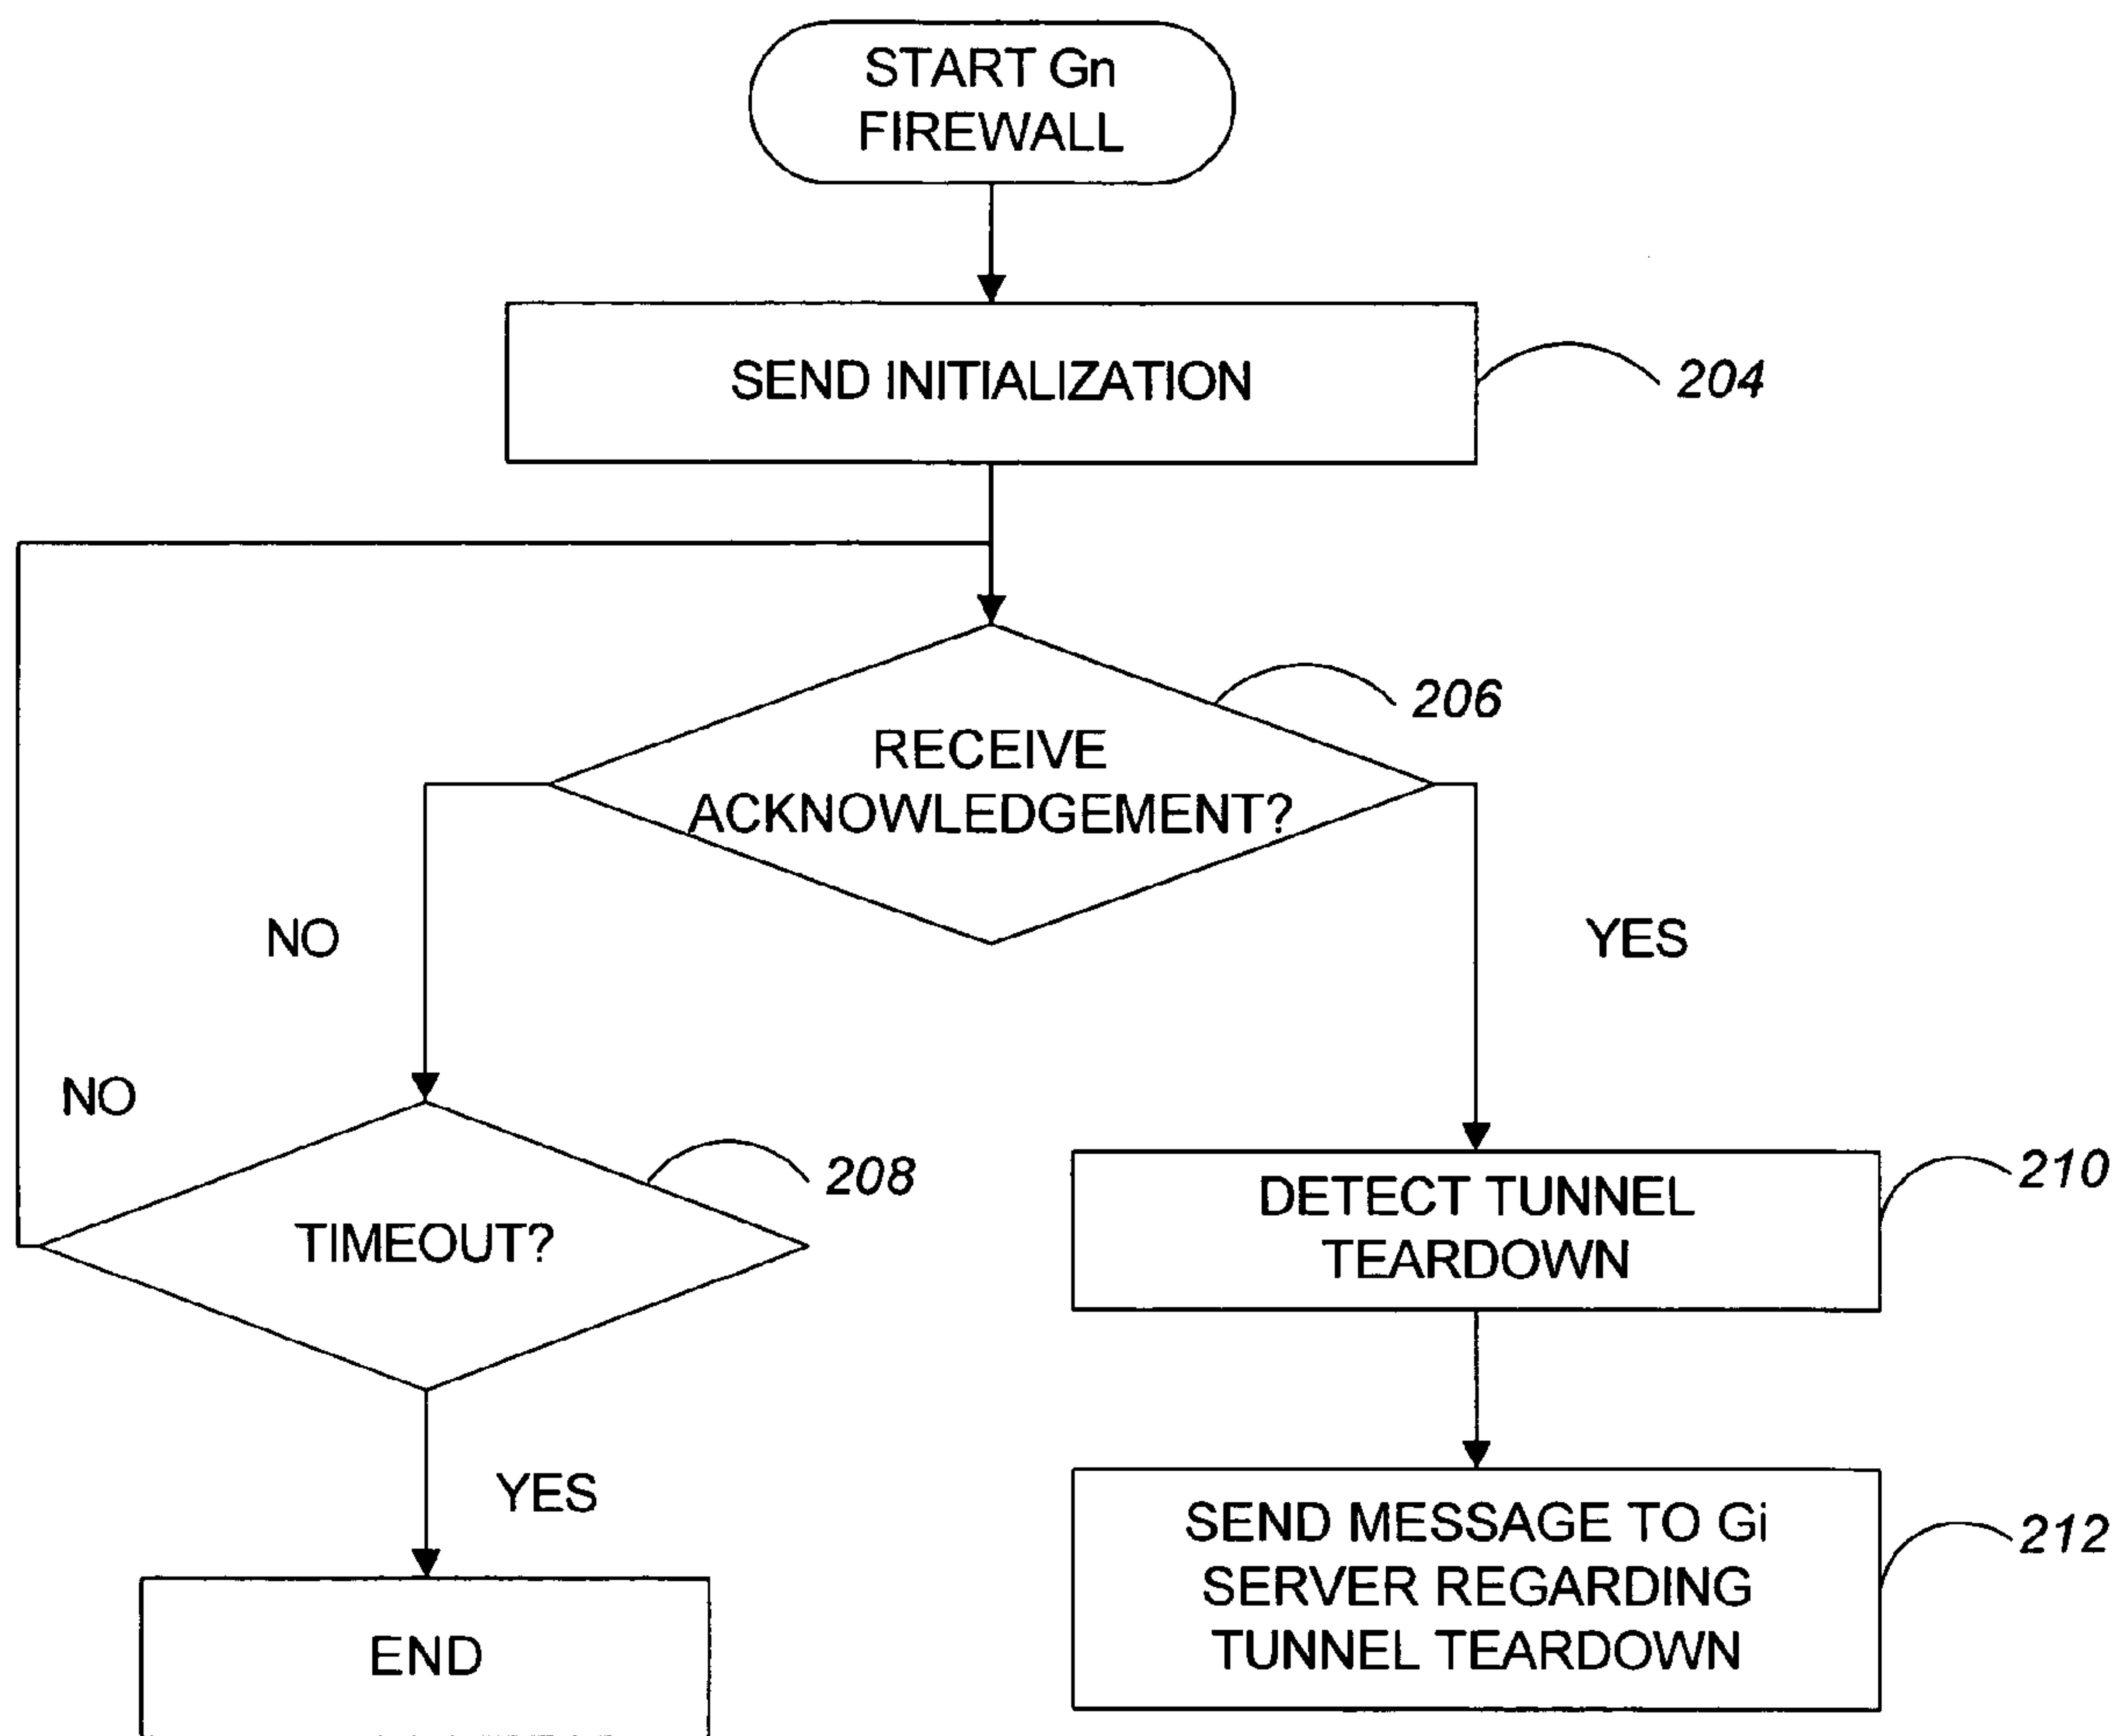 START Gn
FIREWALL
SEND INITIALIZATION
204
206
RECEIVE
ACKNOWLEDGEMENT?
NO
YES
NO
208
TIMEOUT?
210
DETECT TUNNEL
TEARDOWN
YES
212
SEND MESSAGE TO Gi
SERVER REGARDING
TUNNEL TEARDOWN
END